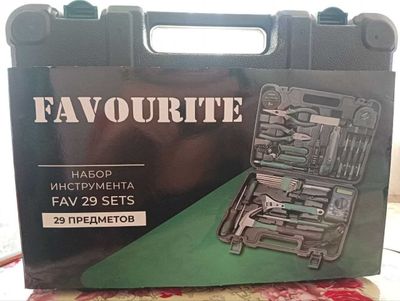 FAVOURITE
НАБОР
ИНСТРУМЕНТА
FAV 29 SETS
29 ПРЕДМЕТОВ